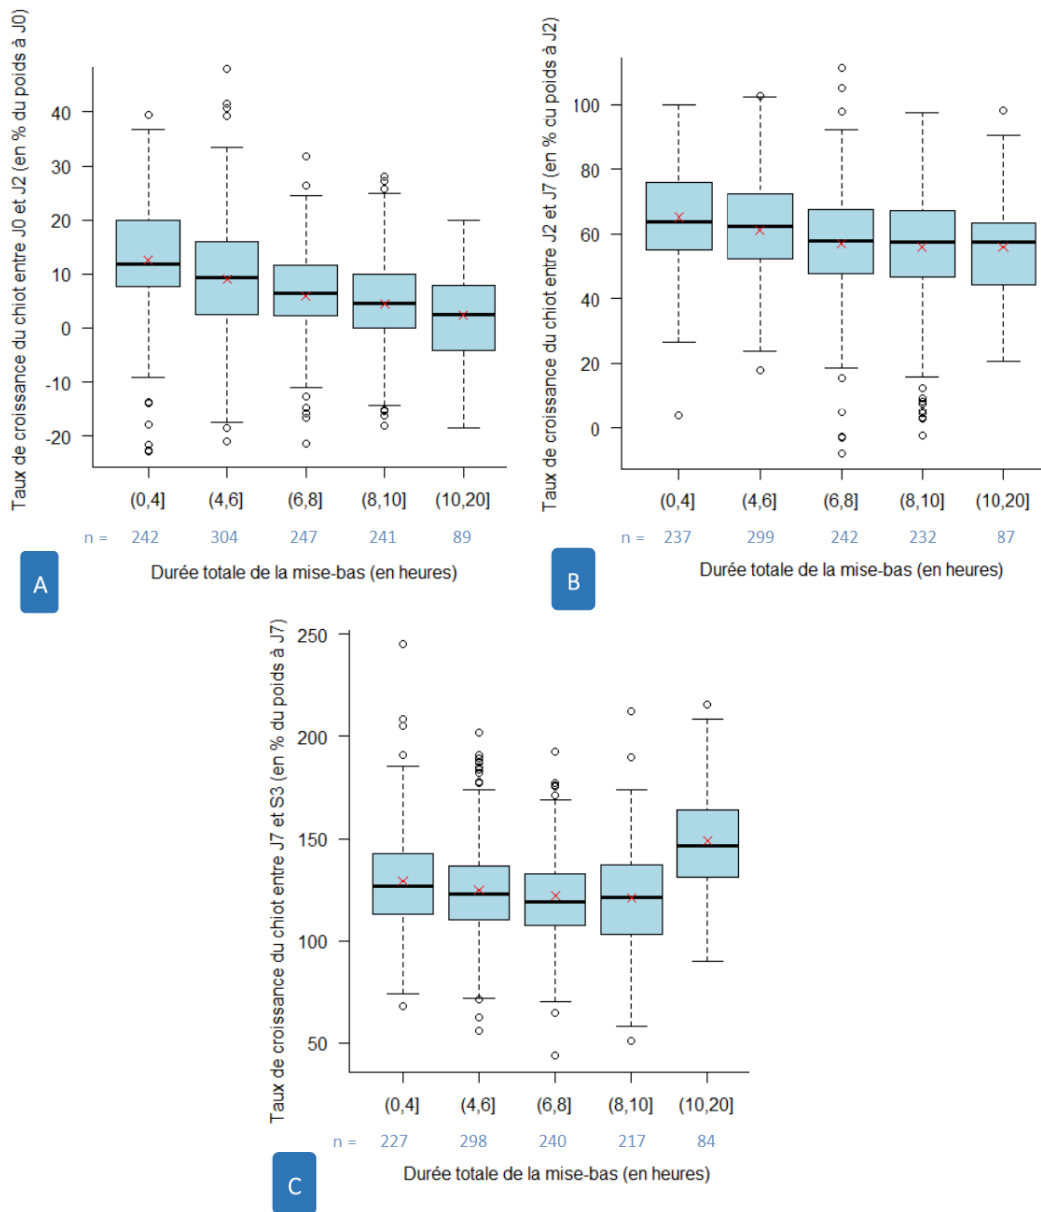 Taux de croissance du chiot entre J0 et J2 (en % du poids à J0)
40
30
20
10
0
-10
-20
(0,4] (4,6] (6,8] (8,10] (10,20]
n = 242 304 247 241 89
Durée totale de la mise-bas (en heures)
A
Taux de croissance du chiot entre J2 et J7 (en % du poids à J2)
100
80
60
40
20
0
(0,4] (4,6] (6,8] (8,10] (10,20]
n = 237 299 242 232 87
Durée totale de la mise-bas (en heures)
B
Taux de croissance du chiot entre J7 et S3 (en % du poids à J7)
250
200
150
100
50
(0,4] (4,6] (6,8] (8,10] (10,20]
n = 227 298 240 217 84
Durée totale de la mise-bas (en heures)
C